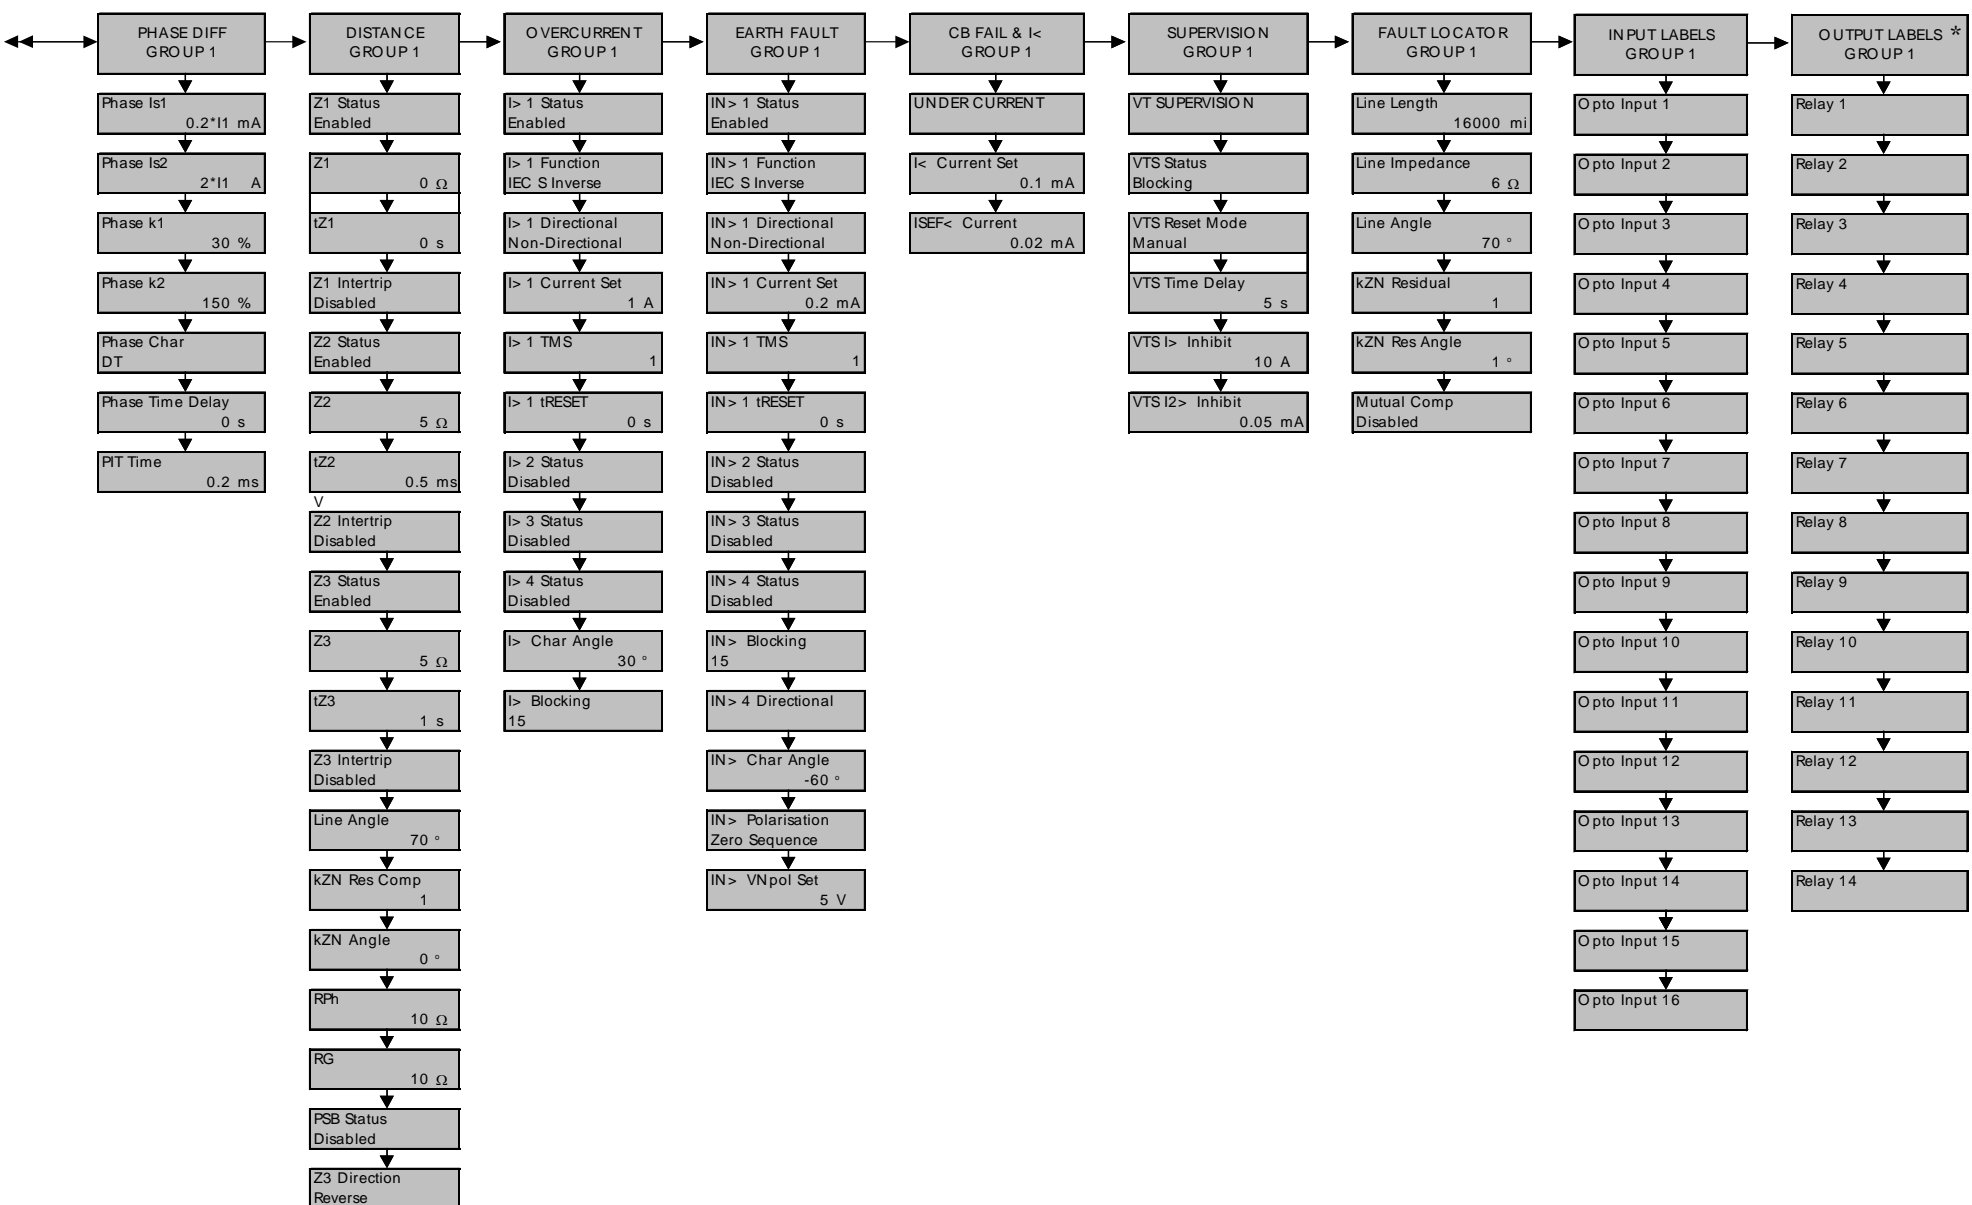 PHASE DIFF
GROUP 1
Phase Is1
0.2*I1 mA
Phase Is2
2*I1 A
Phase k1
30 %
Phase k2
150 %
Phase Char
DT
Phase Time Delay
0 s
PIT Time
0.2 ms
DISTANCE
GROUP 1
Z1 Status
Enabled
Z1
0 Ω
tZ1
0 s
Z1 Intertrip
Disabled
Z2 Status
Enabled
Z2
5 Ω
tZ2
0.5 ms
V
Z2 Intertrip
Disabled
Z3 Status
Enabled
Z3
5 Ω
tZ3
1 s
Z3 Intertrip
Disabled
Line Angle
70 °
kZN Res Comp
1
kZN Angle
0 °
RPh
10 Ω
RG
10 Ω
PSB Status
Disabled
Z3 Direction
Reverse
OVERCURRENT
GROUP 1
I> 1 Status
Enabled
I> 1 Function
IEC S Inverse
I> 1 Directional
Non-Directional
I> 1 Current Set
1 A
I> 1 TMS
1
I> 1 tRESET
0 s
I> 2 Status
Disabled
I> 3 Status
Disabled
I> 4 Status
Disabled
I> Char Angle
30 °
I> Blocking
15
EARTH FAULT
GROUP 1
IN> 1 Status
Enabled
IN> 1 Function
IEC S Inverse
IN> 1 Directional
Non-Directional
IN> 1 Current Set
0.2 mA
IN> 1 TMS
1
IN> 1 tRESET
0 s
IN> 2 Status
Disabled
IN> 3 Status
Disabled
IN> 4 Status
Disabled
IN> Blocking
15
IN> 4 Directional
IN> Char Angle
-60 °
IN> Polarisation
Zero Sequence
IN> VNpol Set
5 V
CB FAIL & I<
GROUP 1
UNDER CURRENT
I< Current Set
0.1 mA
ISEF< Current
0.02 mA
SUPERVISION
GROUP 1
VT SUPERVISION
VTS Status
Blocking
VTS Reset Mode
Manual
VTS Time Delay
5 s
VTS I> Inhibit
10 A
VTS I2> Inhibit
0.05 mA
FAULT LOCATOR
GROUP 1
Line Length
16000 mi
Line Impedance
6 Ω
Line Angle
70 °
kZN Residual
1
kZN Res Angle
1 °
Mutual Comp
Disabled
INPUT LABELS
GROUP 1
Opto Input 1
Opto Input 2
Opto Input 3
Opto Input 4
Opto Input 5
Opto Input 6
Opto Input 7
Opto Input 8
Opto Input 9
Opto Input 10
Opto Input 11
Opto Input 12
Opto Input 13
Opto Input 14
Opto Input 15
Opto Input 16
OUTPUT LABELS *
GROUP 1
Relay 1
Relay 2
Relay 3
Relay 4
Relay 5
Relay 6
Relay 7
Relay 8
Relay 9
Relay 10
Relay 11
Relay 12
Relay 13
Relay 14